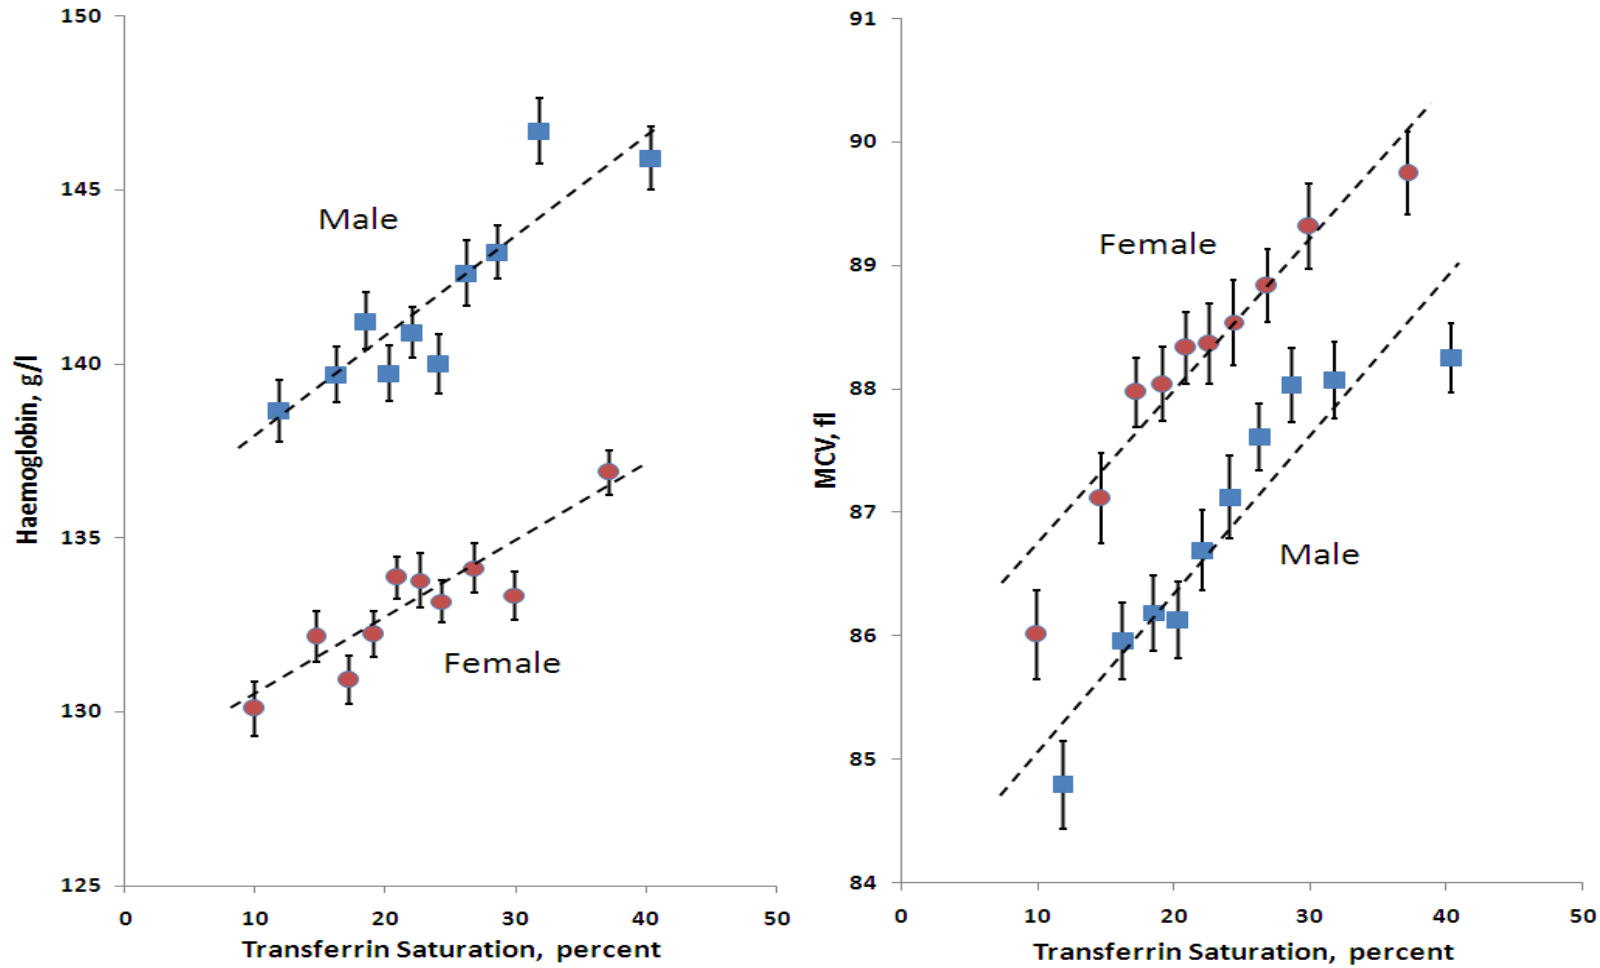 150
145
140
135
130
125
Haemoglobin, g/l
Male
Female
0 10 20 30 40 50
Transferrin Saturation, percent
91
90
89
88
87
86
85
84
MCV, fl
Female
Male
0 10 20 30 40 50
Transferrin Saturation, percent